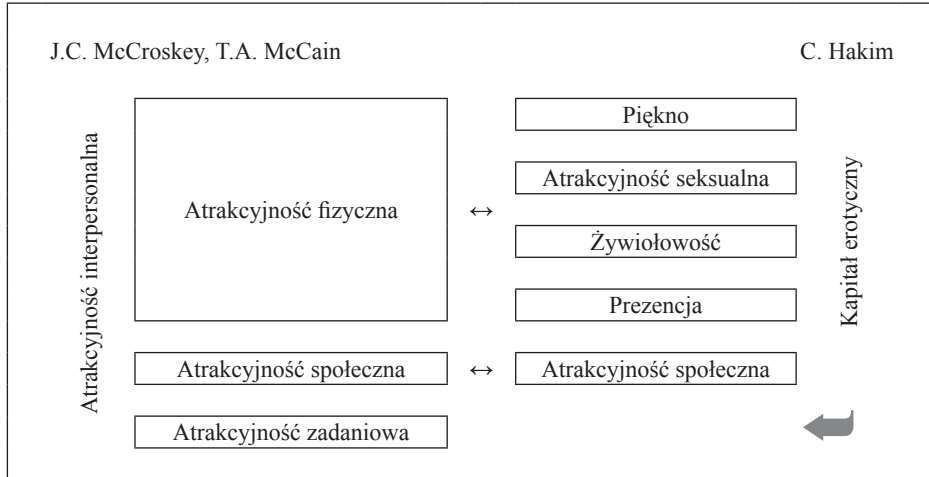 J.C. McCroskey, T.A. McCain
C. Hakim
Atrakcyjność interpersonalna
Atrakcyjność fizyczna
↔
Piękno
Atrakcyjność seksualna
Żywiołowość
Prezencja
Kapitał erotyczny
Atrakcyjność społeczna
↔
Atrakcyjność społeczna
Atrakcyjność zadaniowa